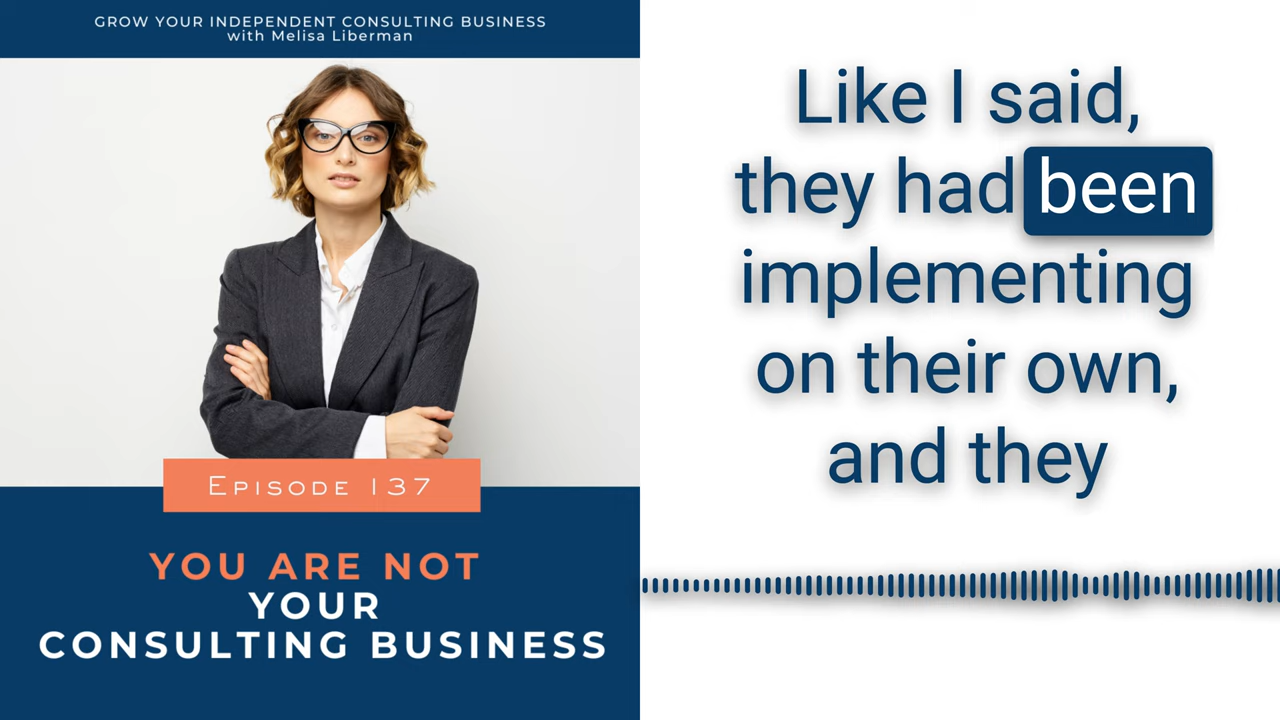 GROW YOUR INDEPENDENT CONSULTING BUSINESS
with Melisa Liberman
EPISODE 137
YOU ARE NOT
YOUR
CONSULTING BUSINESS
Like I said,
they had been
implementing
on their own,
and they